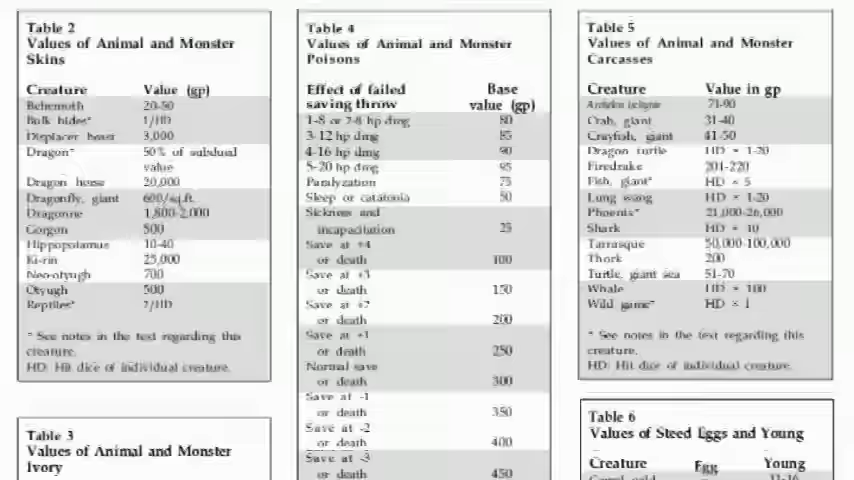 Table 2
Values of Animal and Monster
Skins
Creature Value (gp)
Behemoth 20-50
Bulk hides* 1/HD
Displacer beast 3,000
Dragon* 50% of subdual
value
Dragon horse 20,000
Dragonfly, giant 600/sq.ft.
Dragonne 1,800-2,000
Gorgon 500
Hippopotamus 10-40
Ki-rin 25,000
Neo-otyugh 700
Otyugh 500
Reptiles* 2/HD
* See notes in the text regarding this
creature.
HD: Hit dice of individual creature.
Table 3
Values of Animal and Monster
Ivory
Table 4
Values of Animal and Monster
Poisons
Effect of failed Base
saving throw value (gp)
1-8 or 2-8 hp dmg 80
3-12 hp dmg 85
4-16 hp dmg 90
5-20 hp dmg 95
Paralyzation 75
Sleep or catatonia 50
Sickness and
incapacitation 25
Save at +4
or death 100
Save at +3
or death 150
Save at +2
or death 200
Save at +1
or death 250
Normal save
or death 300
Save at -1
or death 350
Save at -2
or death 400
Save at -3
or death 450
Table 5
Values of Animal and Monster
Carcasses
Creature Value in gp
71-90
Crab, giant 31-40
Crayfish, giant 41-50
Dragon turtle HD × 1-20
Firedrake 201-220
Fish, giant* HD × 5
Lung wang HD × 1-20
Phoenix* 21,000-26,000
Shark HD × 10
Tarrasque 50,000-100,000
Thork 200
Turtle, giant sea 51-70
Whale HD × 100
Wild game* HD × 1
* See notes in the text regarding this
creature.
HD: Hit dice of individual creature.
Table 6
Values of Steed Eggs and Young
Creature Egg Young